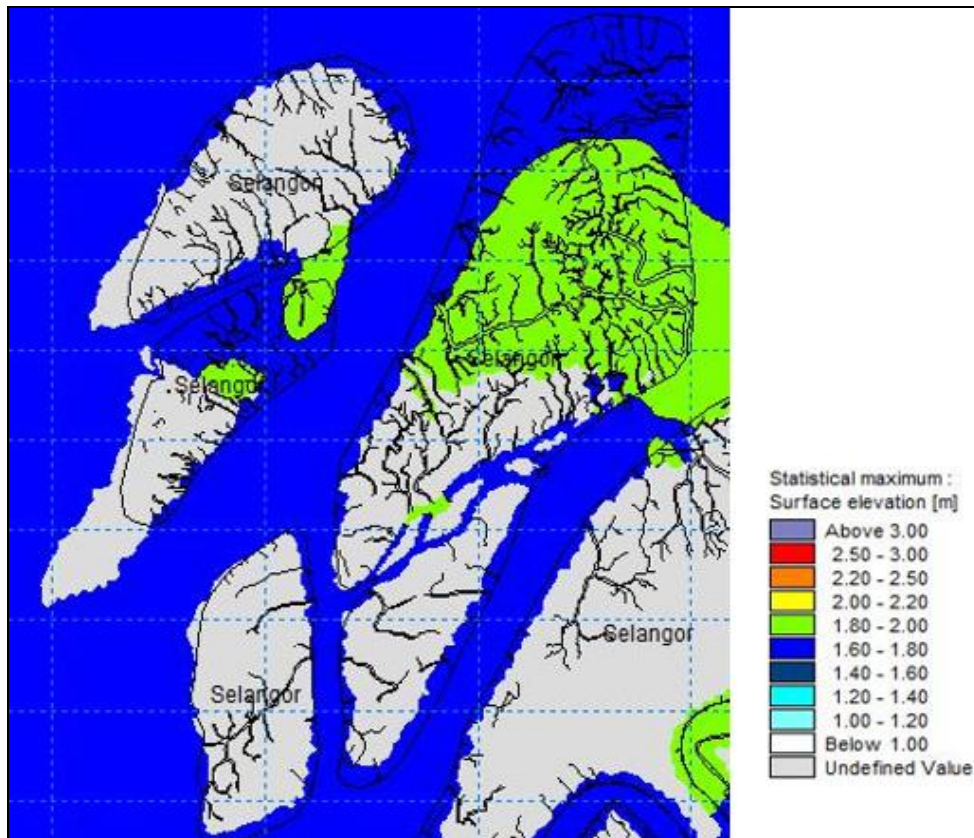 Selangor
Selangor
Selangor
Selangor
Selangor
Statistical maximum :
Surface elevation [m]
Above 3.00
2.50 - 3.00
2.20 - 2.50
2.00 - 2.20
1.80 - 2.00
1.60 - 1.80
1.40 - 1.60
1.20 - 1.40
1.00 - 1.20
Below 1.00
Undefined Value